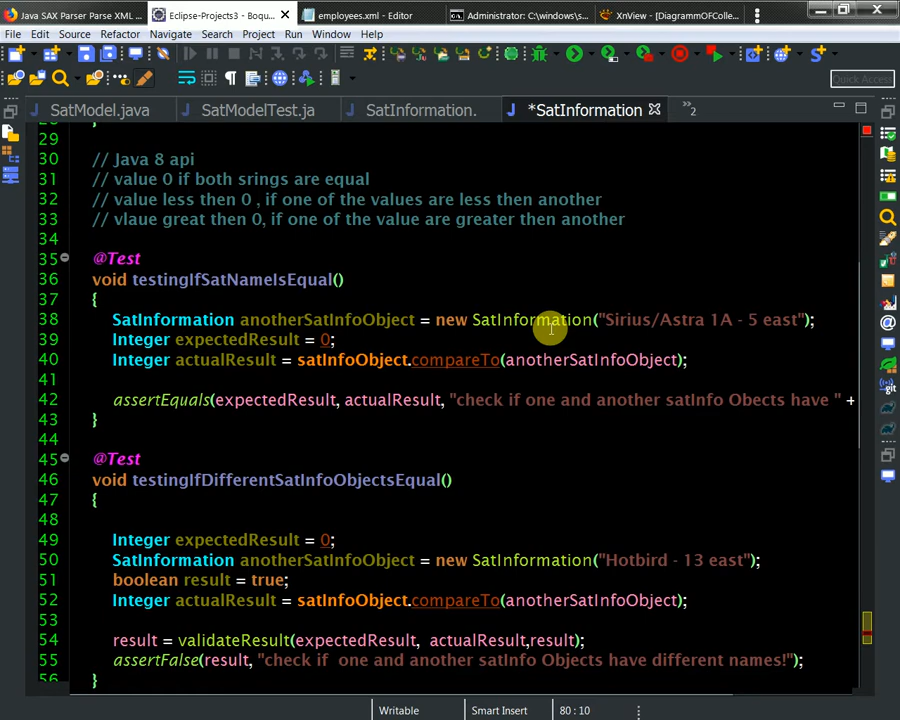 Java SAX Parser Parse XML ...
Eclipse-Projects3 - Boqu...
employees.xml - Editor
Administrator: C:\windows\s...
XnView - [DiagrammOFColle...
File Edit Source Refactor Navigate Search Project Run Window Help
Quick Access
SatModel.java
SatModelTest.ja
SatInformation.
*SatInformation
»2
28 }
29
30 // Java 8 api
31 // value 0 if both srings are equal
32 // value less then 0 , if one of the values are less then another
33 // vlaue great then 0, if one of the value are greater then another
34
35 @Test
36 void testingIfSatNameIsEqual()
37 {
38 SatInformation anotherSatInfoObject = new SatInformation("Sirius/Astra 1A - 5 east");
39 Integer expectedResult = 0;
40 Integer actualResult = satInfoObject.compareTo(anotherSatInfoObject);
41
42 assertEquals(expectedResult, actualResult, "check if one and another satInfo Obects have " +
43 }
44
45 @Test
46 void testingIfDifferentSatInfoObjectsEqual()
47 {
48
49 Integer expectedResult = 0;
50 SatInformation anotherSatInfoObject = new SatInformation("Hotbird - 13 east");
51 boolean result = true;
52 Integer actualResult = satInfoObject.compareTo(anotherSatInfoObject);
53
54 result = validateResult(expectedResult, actualResult,result);
55 assertFalse(result, "check if one and another satInfo Objects have different names!");
56 }
Writable
Smart Insert
80 : 10